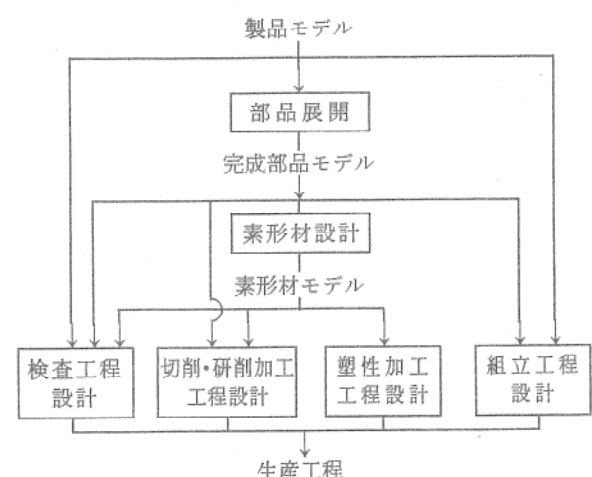 製品モデル
部品展開
完成部品モデル
素形材設計
素形材モデル
検査工程
設計
切削・研削加工
工程設計
塑性加工
工程設計
組立工程
設計
生産工程